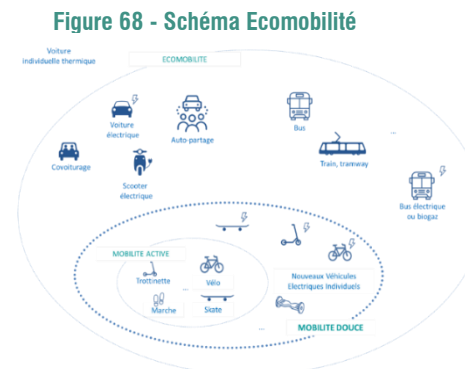 Figure 68 - Schéma Ecomobilité
Voiture
individuelle thermique
ECOMOBILITE
Voiture
électrique
Auto-partage
Bus
...
Covoiturage
Train, tramway
Scooter
électrique
Bus électrique
ou biogaz
MOBILITE ACTIVE
Trottinette
...
Vélo
Nouveaux Véhicules
Electriques Individuels
Marche
Skate
...
MOBILITE DOUCE